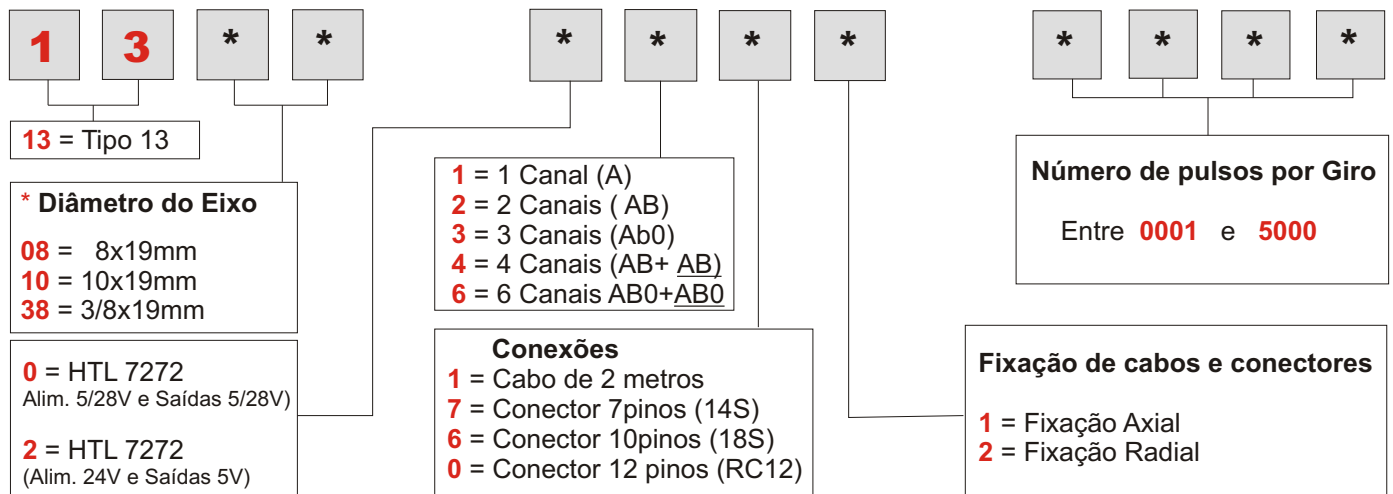 1 3 * * * * * * * * * *
13 = Tipo 13
* Diâmetro do Eixo
08 = 8x19mm
10 = 10x19mm
38 = 3/8x19mm
0 = HTL 7272
Alim. 5/28V e Saídas 5/28V)
2 = HTL 7272
(Alim. 24V e Saídas 5V)
1 = 1 Canal (A)
2 = 2 Canais ( AB)
3 = 3 Canais (Ab0)
4 = 4 Canais (AB+ AB)
6 = 6 Canais AB0+AB0
Conexões
1 = Cabo de 2 metros
7 = Conector 7pinos (14S)
6 = Conector 10pinos (18S)
0 = Conector 12 pinos (RC12)
Número de pulsos por Giro
Entre 0001 e 5000
Fixação de cabos e conectores
1 = Fixação Axial
2 = Fixação Radial